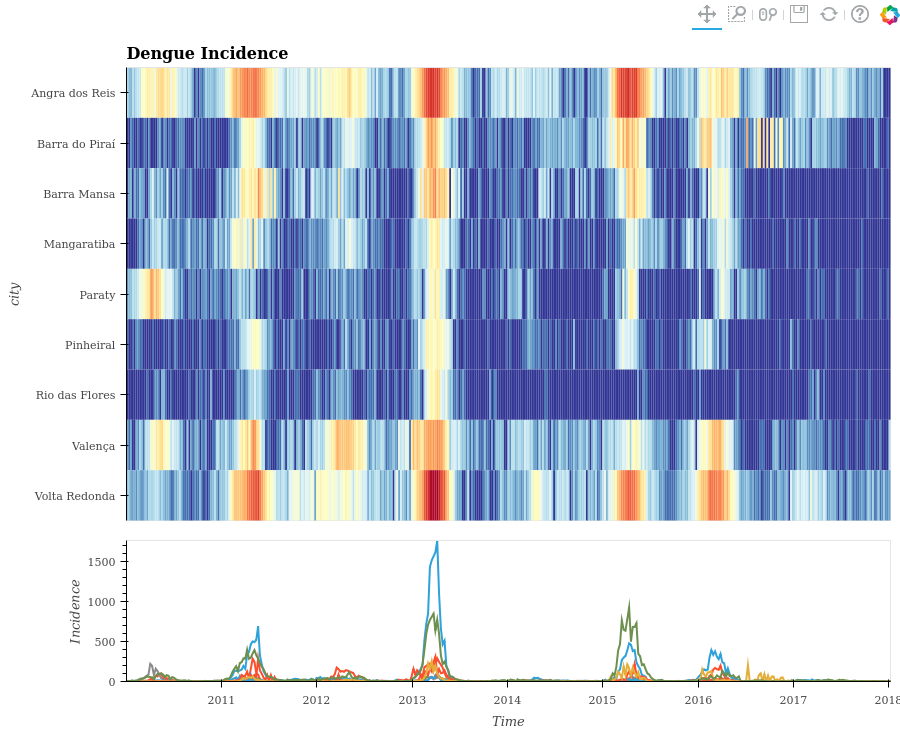 Dengue Incidence
Angra dos Reis
Barra do Piraí
Barra Mansa
Mangaratiba
Paraty
Pinheiral
Rio das Flores
Valença
Volta Redonda
city
1500
1000
500
0
Incidence
2011 2012 2013 2014 2015 2016 2017 2018
Time